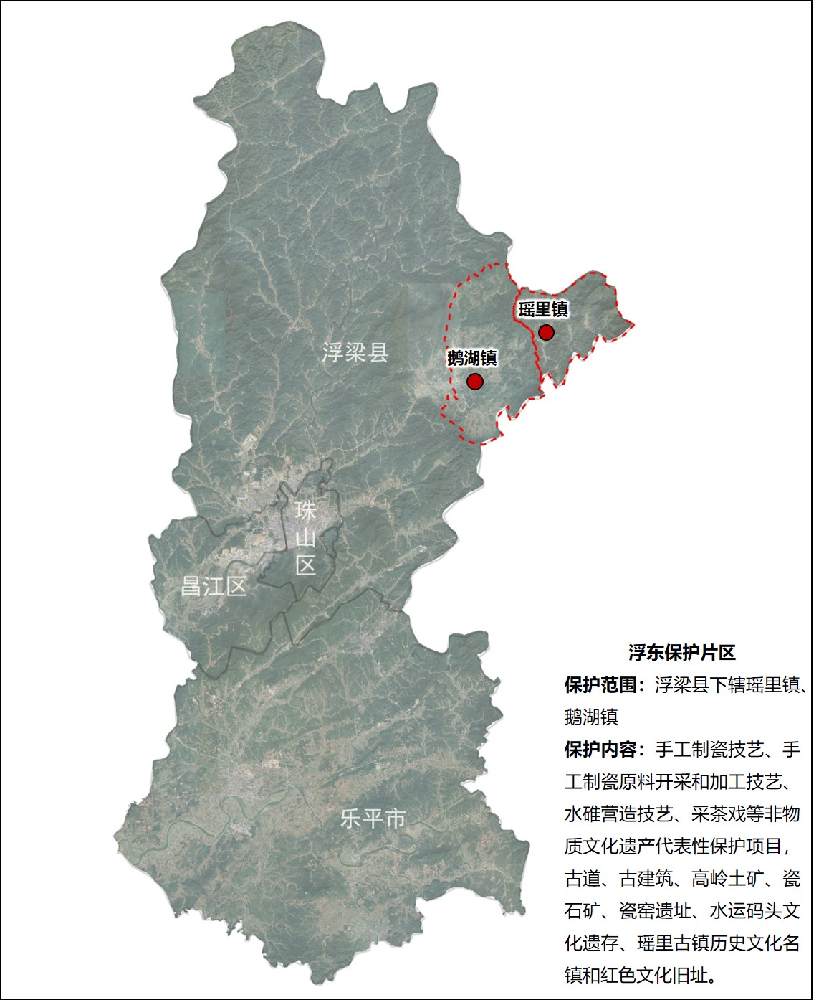 瑶里镇
浮梁县
鹅湖镇
珠山区
昌江区
乐平市
浮东保护片区
保护范围：浮梁县下辖瑶里镇、
鹅湖镇
保护内容：手工制瓷技艺、手
工制瓷原料开采和加工技艺、
水碓营造技艺、采茶戏等非物
质文化遗产代表性保护项目，
古道、古建筑、高岭土矿、瓷
石矿、瓷窑遗址、水运码头文
化遗存、瑶里古镇历史文化名
镇和红色文化旧址。